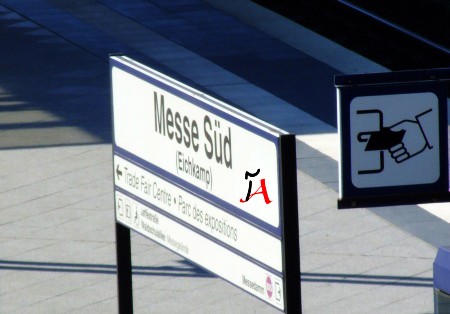 Messe Süd
(Eichkamp)
Trade Fair Centre • Parc des expositions
Messedamm